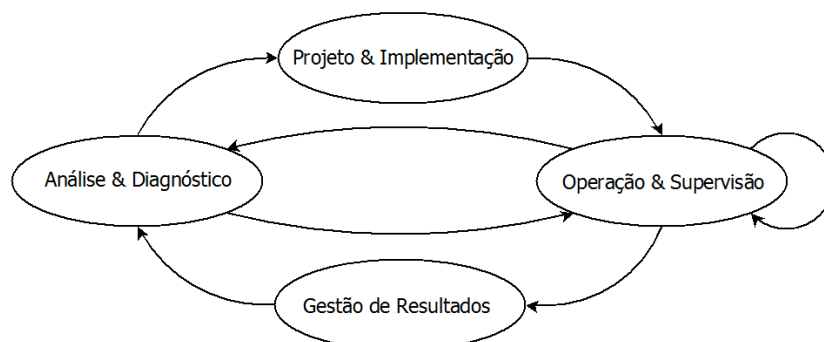 Projeto & Implementação
Análise & Diagnóstico
Operação & Supervisão
Gestão de Resultados